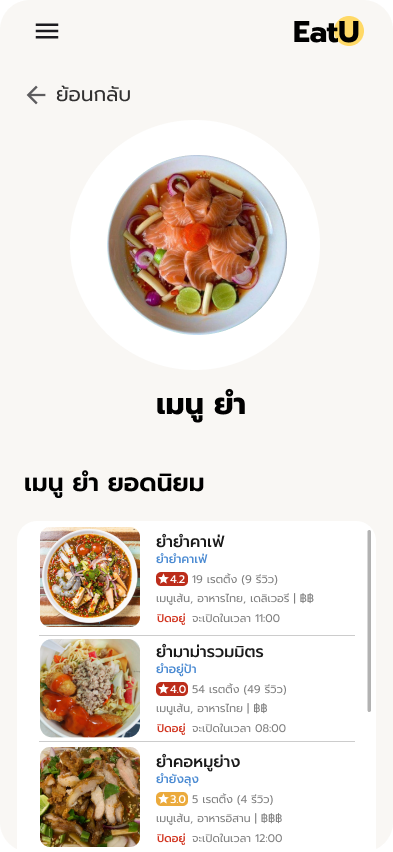 EatU
ย้อนกลับ
เมนู ยำ
เมนู ยำ ยอดนิยม
ยำยำคาเฟ่
ยำยำคาเฟ่
4.2 19 เรตติ้ง (9 รีวิว)
เมนูเส้น, อาหารไทย, เดลิเวอรี | ฿฿
ปิดอยู่ จะเปิดในเวลา 11:00
ยำมาม่ารวมมิตร
ยำอยู่ป้า
4.0 54 เรตติ้ง (49 รีวิว)
เมนูเส้น, อาหารไทย | ฿฿
ปิดอยู่ จะเปิดในเวลา 08:00
ยำคอหมูย่าง
ยำยังลุง
3.0 5 เรตติ้ง (4 รีวิว)
เมนูเส้น, อาหารอีสาน | ฿฿฿
ปิดอยู่ จะเปิดในเวลา 12:00